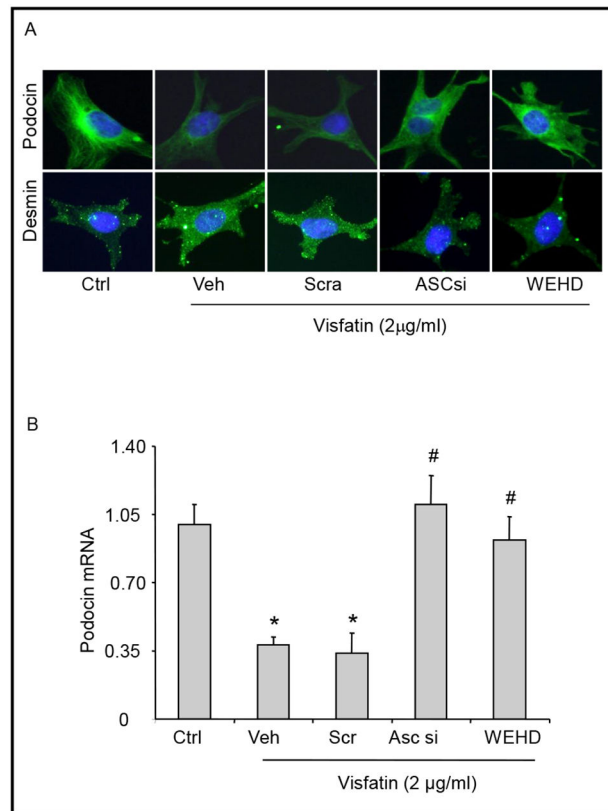 A
Podocin
Desmin
Ctrl Veh Scra ASCsi WEHD
Visfatin (2µg/ml)
B
1.40
1.05
0.70
0.35
0
Podocin mRNA
* * # #
Ctrl Veh Scr Asc si WEHD
Visfatin (2 µg/ml)